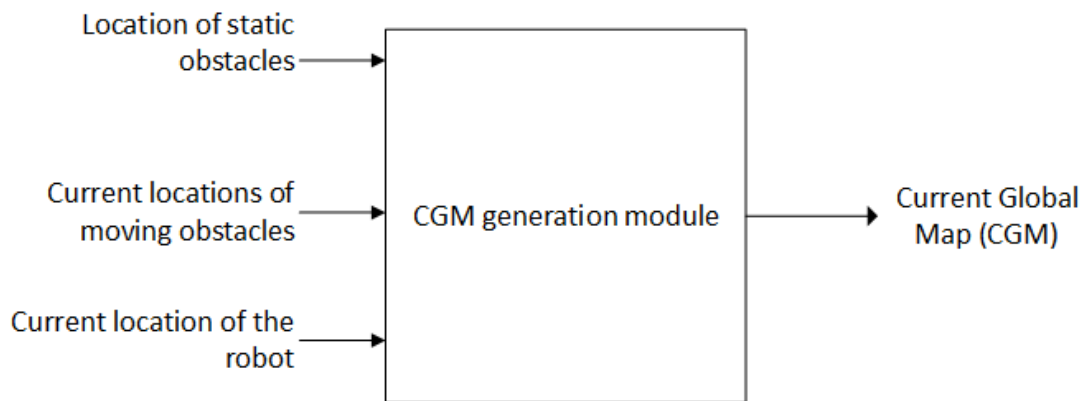 Location of static
obstacles
Current locations of
moving obstacles
Current location of the
robot
CGM generation module
Current Global
Map (CGM)